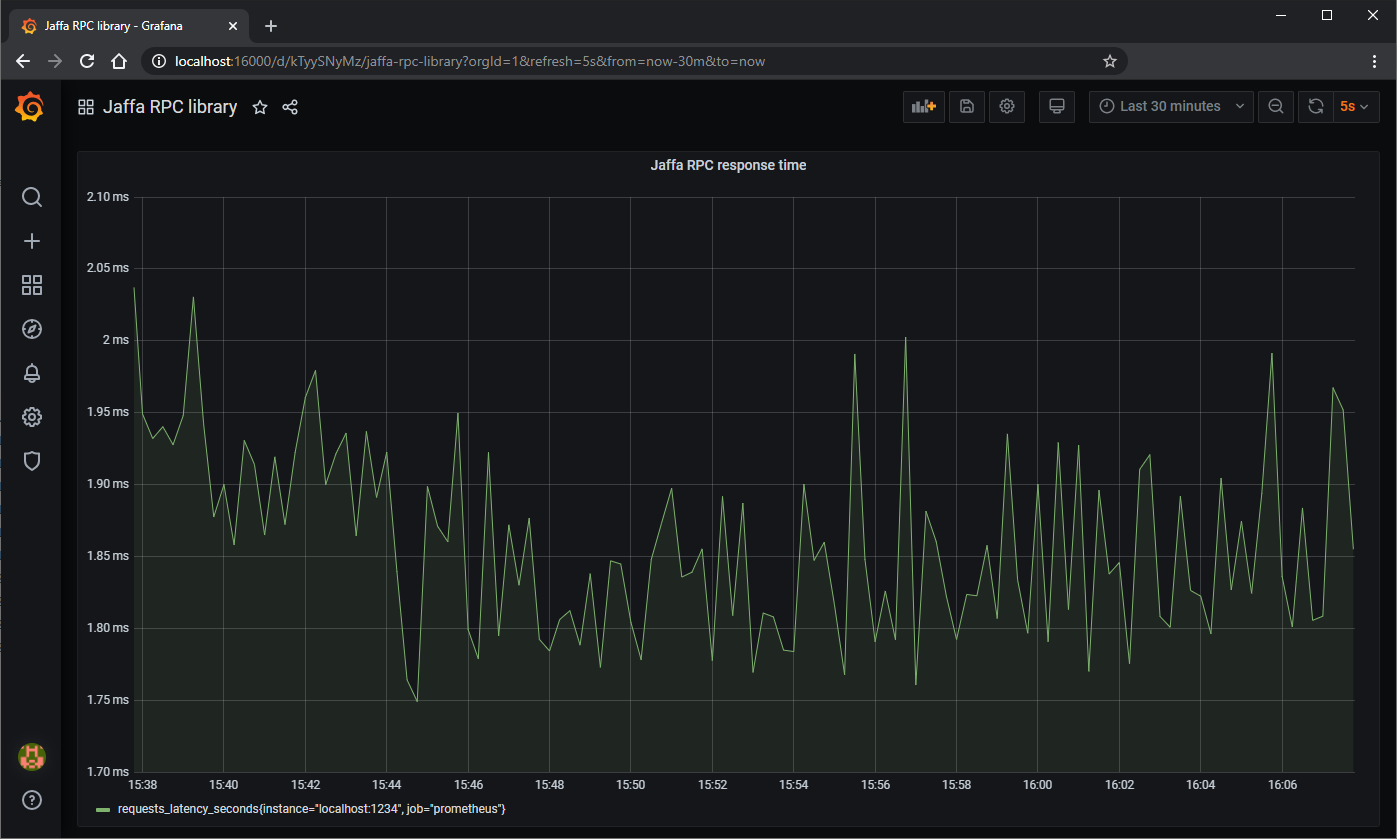 Jaffa RPC library - Grafana
localhost:16000/d/kTyySNyMz/jaffa-rpc-library?orgId=1&refresh=5s&from=now-30m&to=now
Jaffa RPC library
Last 30 minutes
5s
Jaffa RPC response time
2.10 ms
2.05 ms
2 ms
1.95 ms
1.90 ms
1.85 ms
1.80 ms
1.75 ms
1.70 ms
15:38 15:40 15:42 15:44 15:46 15:48 15:50 15:52 15:54 15:56 15:58 16:00 16:02 16:04 16:06
requests_latency_seconds{instance="localhost:1234", job="prometheus"}